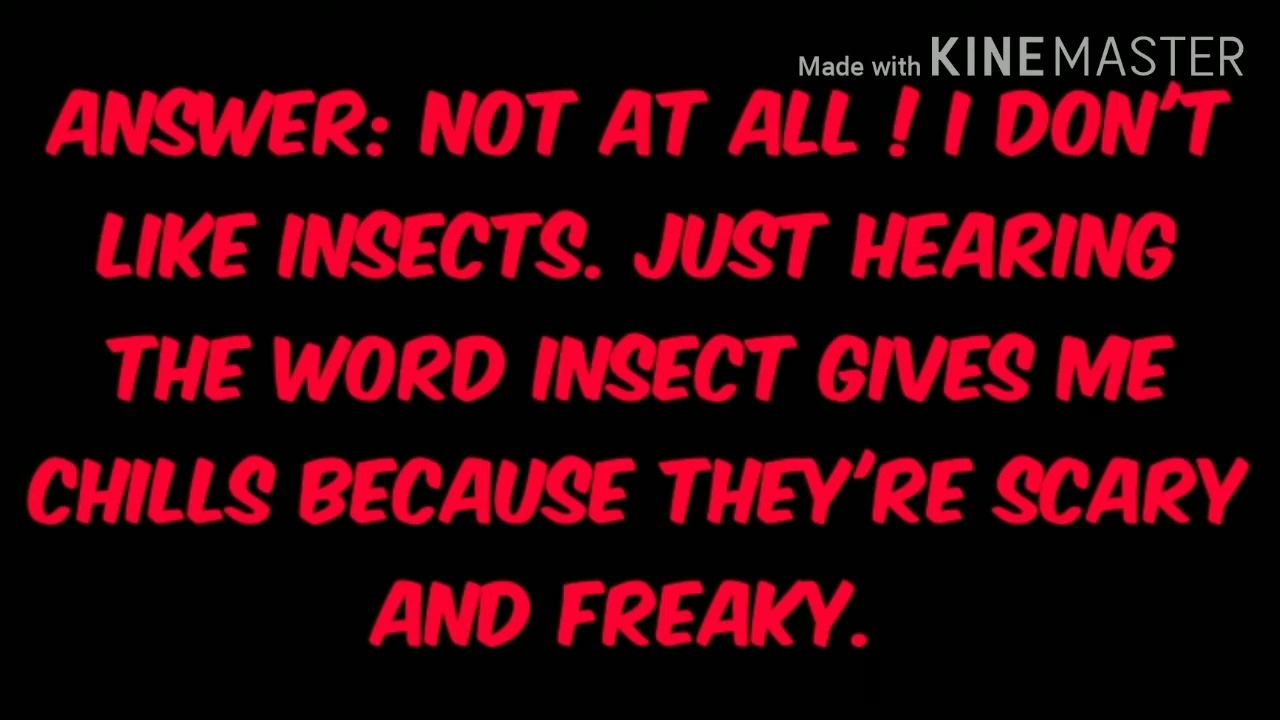 Made with KINEMASTER
ANSWER: NOT AT ALL ! I DON'T
LIKE INSECTS. JUST HEARING
THE WORD INSECT GIVES ME
CHILLS BECAUSE THEY'RE SCARY
AND FREAKY.